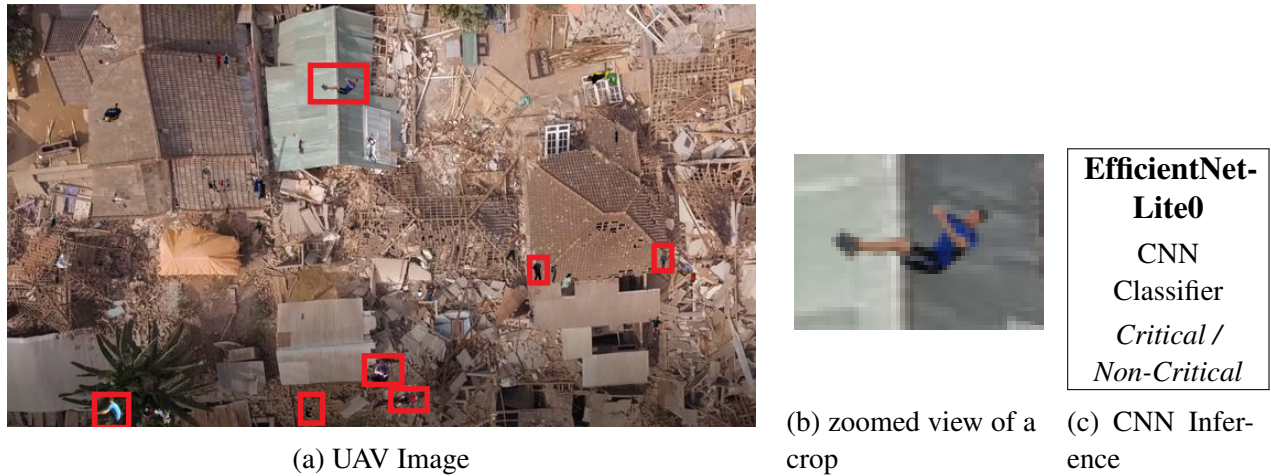 EfficientNet-
Lite0
CNN
Classifier
Critical /
Non-Critical
(a) UAV Image
(b) zoomed view of a
crop
(c) CNN Infer-
ence